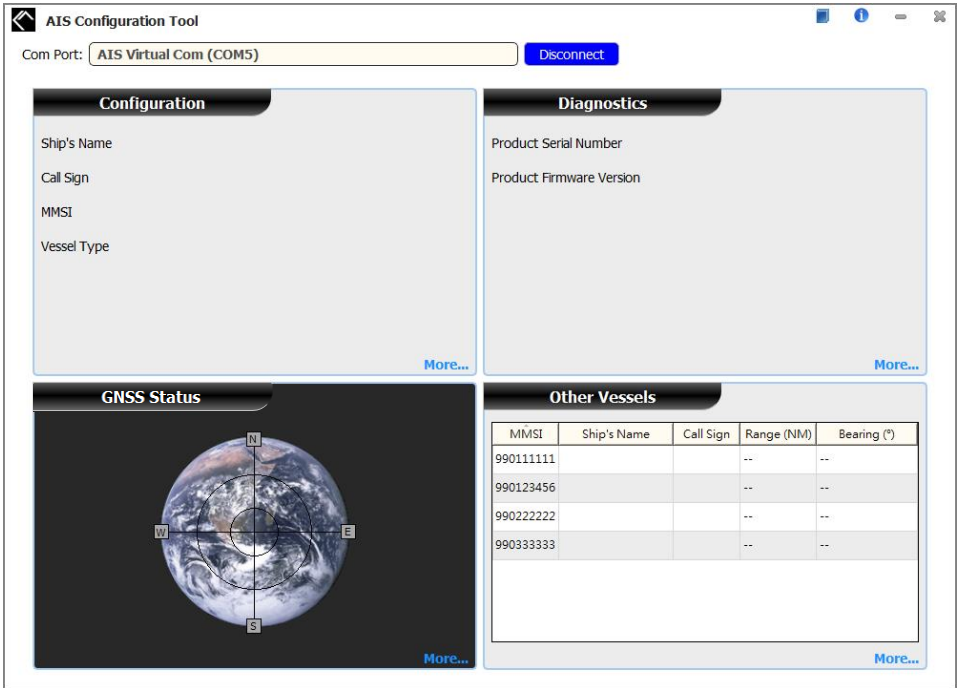 AIS Configuration Tool
Com Port: AIS Virtual Com (COM5) Disconnect
Configuration
Ship's Name
Call Sign
MMSI
Vessel Type
More...
Diagnostics
Product Serial Number
Product Firmware Version
More...
GNSS Status
N
W E
S
More...
Other Vessels
MMSI Ship's Name Call Sign Range (NM) Bearing (°)
990111111 -- --
990123456 -- --
990222222 -- --
990333333 -- --
More...